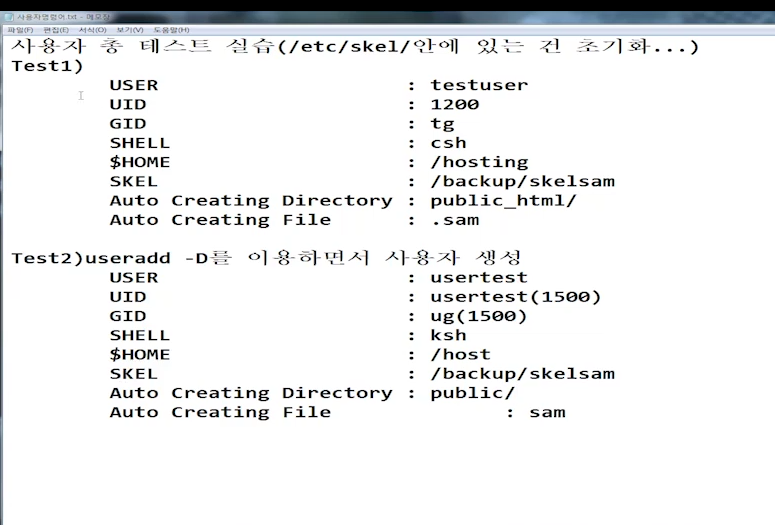 사용자명령어.txt - 메모장
파일(F) 편집(E) 서식(O) 보기(V) 도움말(H)
사용자 총 테스트 실습(/etc/skel/안에 있는 건 초기화...)
Test1)
USER : testuser
UID : 1200
GID : tg
SHELL : csh
$HOME : /hosting
SKEL : /backup/skelsam
Auto Creating Directory : public_html/
Auto Creating File : .sam
Test2)useradd -D를 이용하면서 사용자 생성
USER : usertest
UID : usertest(1500)
GID : ug(1500)
SHELL : ksh
$HOME : /host
SKEL : /backup/skelsam
Auto Creating Directory : public/
Auto Creating File : sam